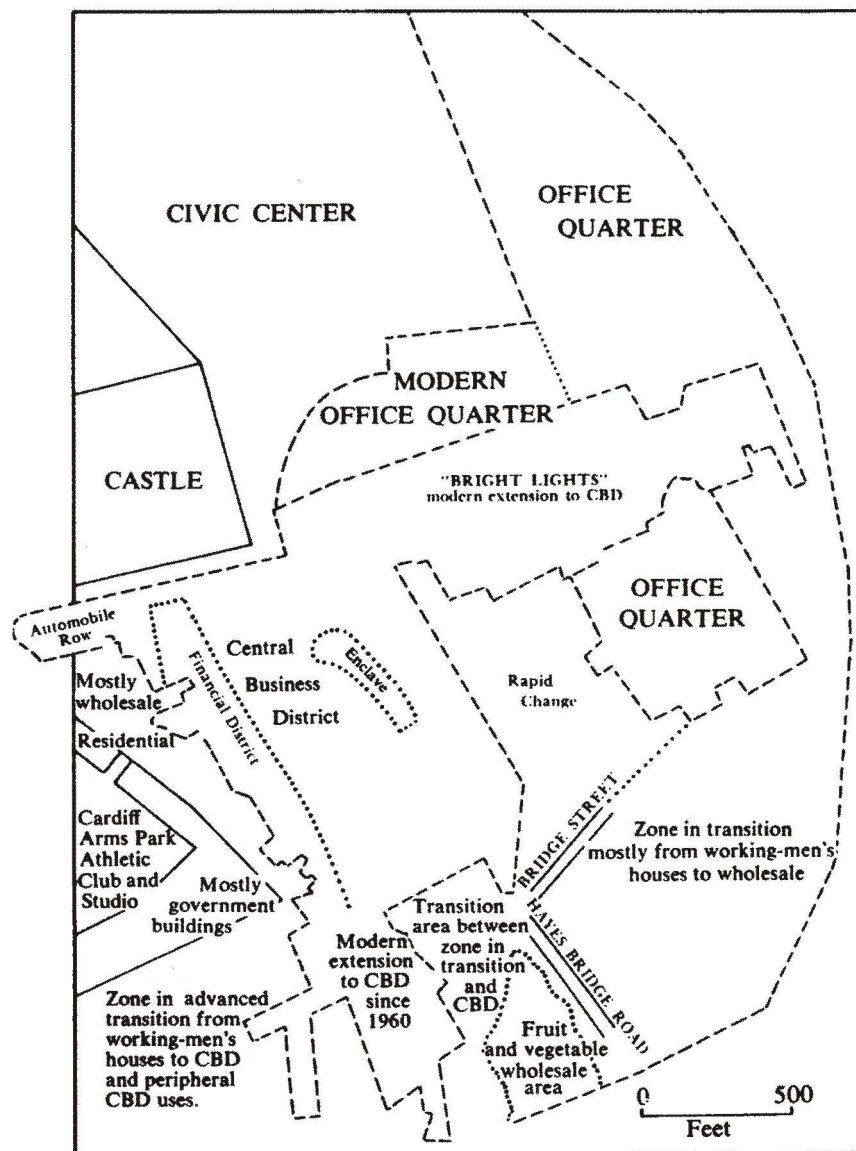 CIVIC CENTER
OFFICE
QUARTER
MODERN
OFFICE QUARTER
CASTLE
"BRIGHT LIGHTS"
modern extension to CBD
OFFICE
QUARTER
Automobile
Row
Central
Business
District
Enclave
Financial District
Rapid
Change
Mostly
wholesale
Residential
Cardiff
Arms Park
Athletic
Club and
Studio
Mostly
government
buildings
BRIDGE STREET
Zone in transition
mostly from working-men's
houses to wholesale
HAYES BRIDGE ROAD
Transition
area between
zone in
transition
and
CBD
Modern
extension
to CBD
since
1960
Zone in advanced
transition from
working-men's
houses to CBD
and peripheral
CBD uses.
Fruit
and vegetable
wholesale
area
0 500
Feet